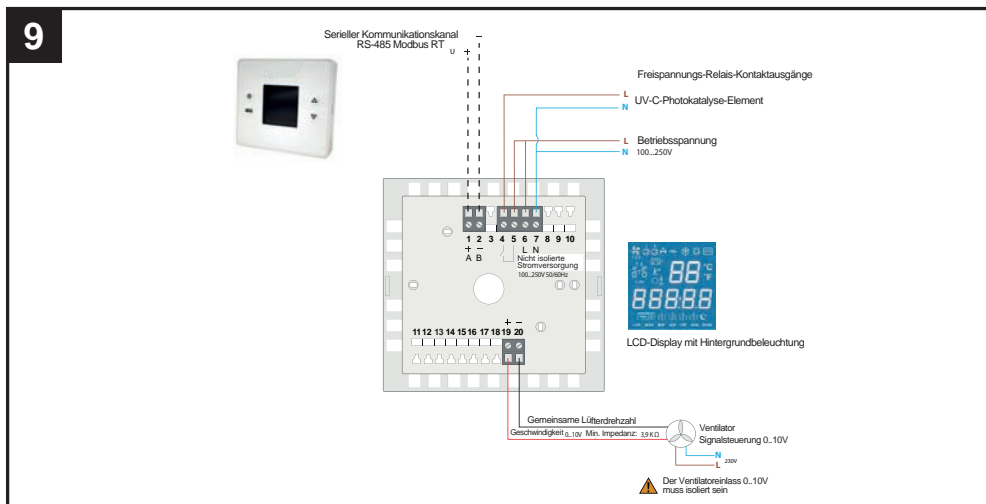 9
Serieller Kommunikationskanal
RS-485 Modbus RT
U
+
–
Freispannungs-Relais-Kontaktausgänge
L
UV-C-Photokatalyse-Element
N
L Betriebsspannung
N 100...250V
1 2 3 4 5 6 7 8 9 10
+ – L N
A B
Nicht isolierte
Stromversorgung
100...250V 50/60Hz
+ –
11 12 13 14 15 16 17 18 19 20
88 °C
°F
88888
LCD-Display mit Hintergrundbeleuchtung
Gemeinsame Lüfterdrehzahl
Geschwindigkeit 0...10V Min. Impedanz: 3,9 K Ω
Ventilator
Signalsteuerung 0...10V
N
230V
L
Der Ventilatoreinlass 0...10V
muss isoliert sein